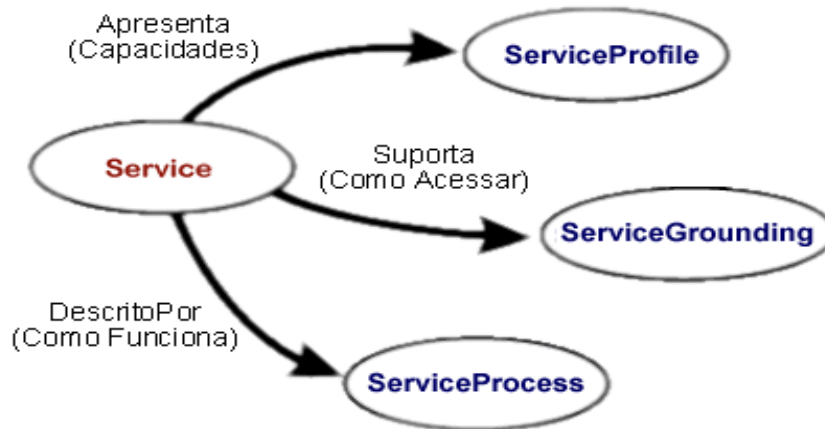 Apresenta
(Capacidades)
ServiceProfile
Service
Suporta
(Como Acessar)
ServiceGrounding
DescritoPor
(Como Funciona)
ServiceProcess